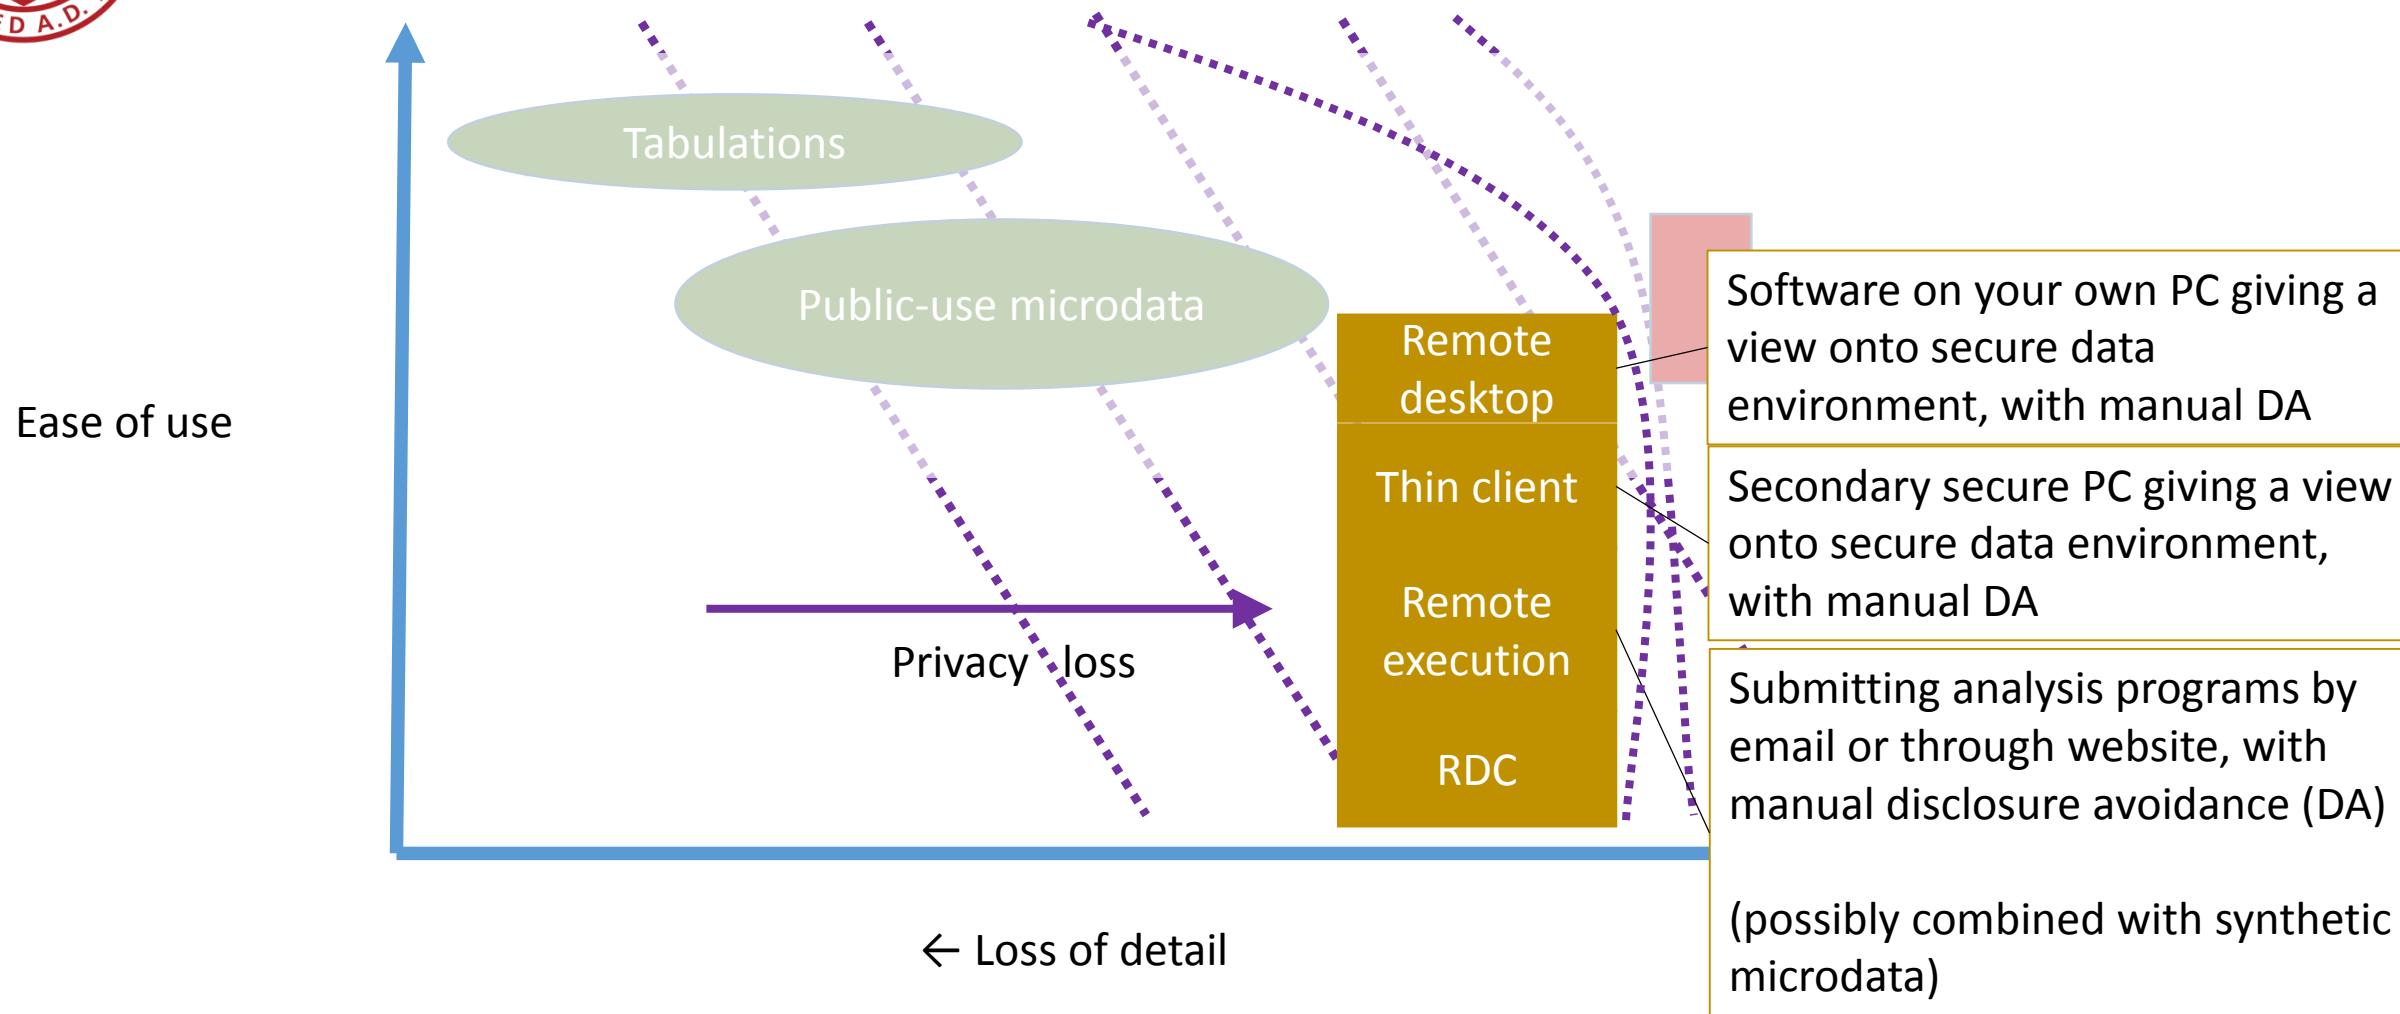 D A.D.
Tabulations
Public-use microdata
Ease of use
Remote
desktop
Thin client
Remote
execution
RDC
Privacy loss
← Loss of detail
Software on your own PC giving a
view onto secure data
environment, with manual DA
Secondary secure PC giving a view
onto secure data environment,
with manual DA
Submitting analysis programs by
email or through website, with
manual disclosure avoidance (DA)
(possibly combined with synthetic
microdata)